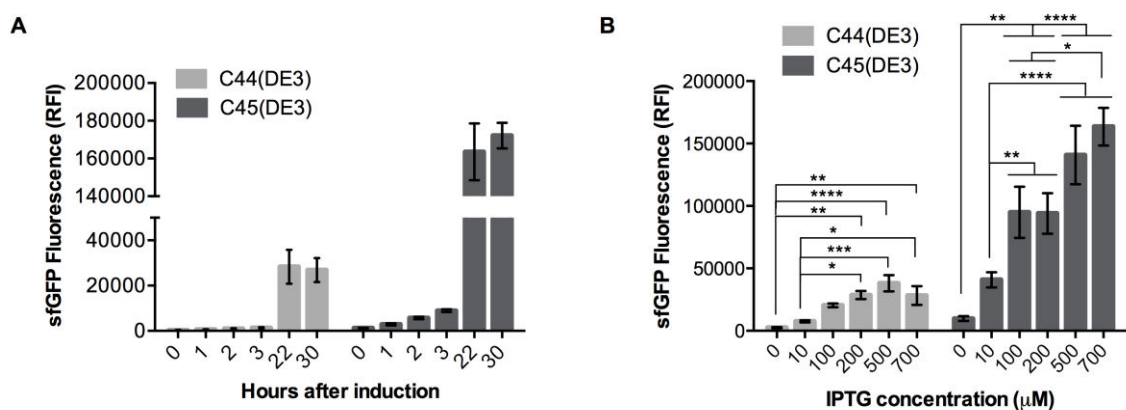 A
sfGFP Fluorescence (RFI)
C44(DE3)
C45(DE3)
200000
180000
160000
140000
40000
20000
0
0 1 2 3 22 30 0 1 2 3 22 30
Hours after induction
B
sfGFP Fluorescence (RFI)
C44(DE3)
C45(DE3)
200000
150000
100000
50000
0
** ****
*
****
**
**
****
**
*
***
*
0 10 100 200 500 700 0 10 100 200 500 700
IPTG concentration (μM)